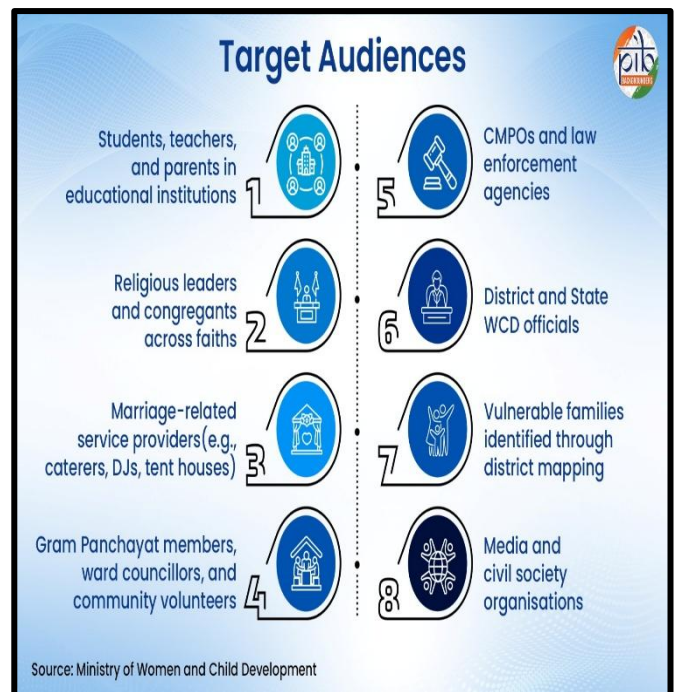 Target Audiences
pib
BACKGROUNDERS
1
Students, teachers,
and parents in
educational institutions
2
Religious leaders
and congregants
across faiths
3
Marriage-related
service providers(e.g.,
caterers, DJs, tent houses)
4
Gram Panchayat members,
ward councillors, and
community volunteers
5
CMPOs and law
enforcement
agencies
6
District and State
WCD officials
7
Vulnerable families
identified through
district mapping
8
Media and
civil society
organisations
Source: Ministry of Women and Child Development